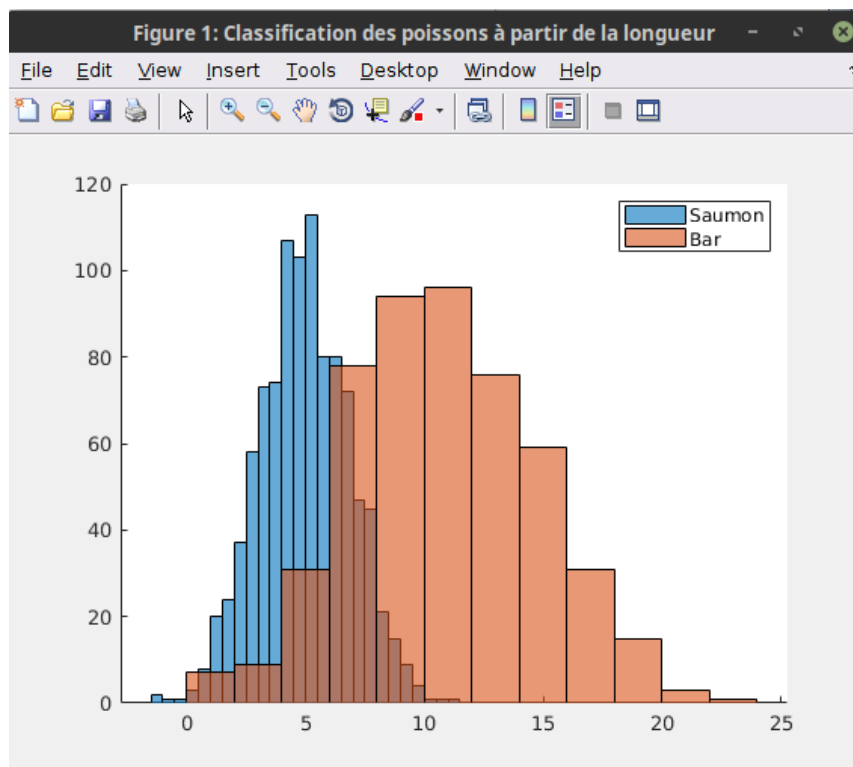 Figure 1: Classification des poissons à partir de la longueur
File Edit View Insert Tools Desktop Window Help
120
Saumon
Bar
100
80
60
40
20
0
0 5 10 15 20 25